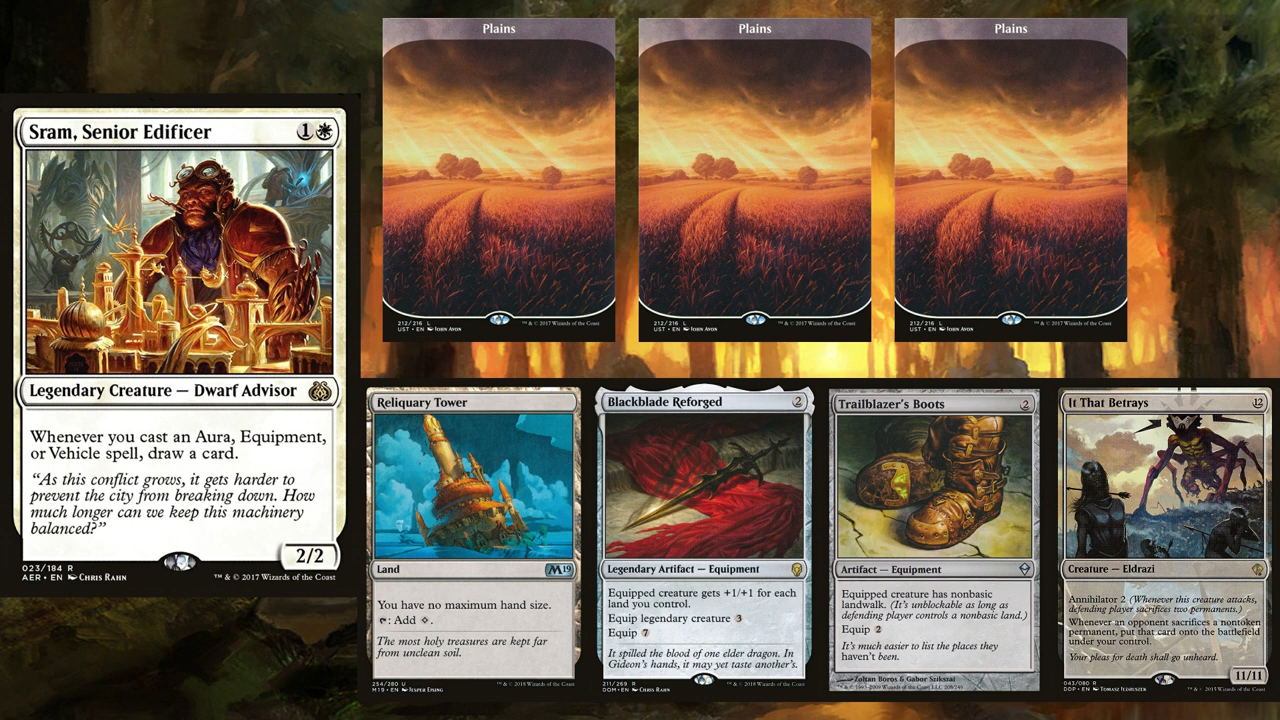 Sram, Senior Edificer 1
Legendary Creature — Dwarf Advisor
Whenever you cast an Aura, Equipment,
or Vehicle spell, draw a card.
“As this conflict grows, it gets harder to
prevent the city from breaking down. How
much longer can we keep this machinery
balanced?”
2/2
023/184 R
AER • EN CHRIS RAHN
™ & © 2017 Wizards of the Coast
Plains
212/216 L
UST • EN JOHN AVON
™ & © 2017 Wizards of the Coast
Plains
212/216 L
UST • EN JOHN AVON
™ & © 2017 Wizards of the Coast
Plains
212/216 L
UST • EN JOHN AVON
™ & © 2017 Wizards of the Coast
Reliquary Tower
Land M19
You have no maximum hand size.
: Add .
The most holy treasures are kept far
from unclean soil.
254/280 U
M19 • EN JESPER EJSING
™ & © 2018 Wizards of the Coast
Blackblade Reforged 2
Legendary Artifact — Equipment
Equipped creature gets +1/+1 for each
land you control.
Equip legendary creature 3
Equip 7
It spilled the blood of one elder dragon. In
Gideon's hands, it may yet taste another's.
211/269 R
DOM • EN CHRIS RAHN
™ & © 2018 Wizards of the Coast
Trailblazer's Boots 2
Artifact — Equipment
Equipped creature has nonbasic
landwalk. (It's unblockable as long as
defending player controls a nonbasic land.)
Equip 2
It's much easier to list the places they
haven't been.
Zoltan Boros & Gabor Szikszai
™ & © 1993–2009 Wizards of the Coast LLC 208/249
It That Betrays 12
Creature — Eldrazi
Annihilator 2 (Whenever this creature attacks,
defending player sacrifices two permanents.)
Whenever an opponent sacrifices a nontoken
permanent, put that card onto the battlefield
under your control.
Your pleas for death shall go unheard.
11/11
043/080 R
DDP • EN TOMASZ JEDRUSZEK
™ & © 2015 Wizards of the Coast